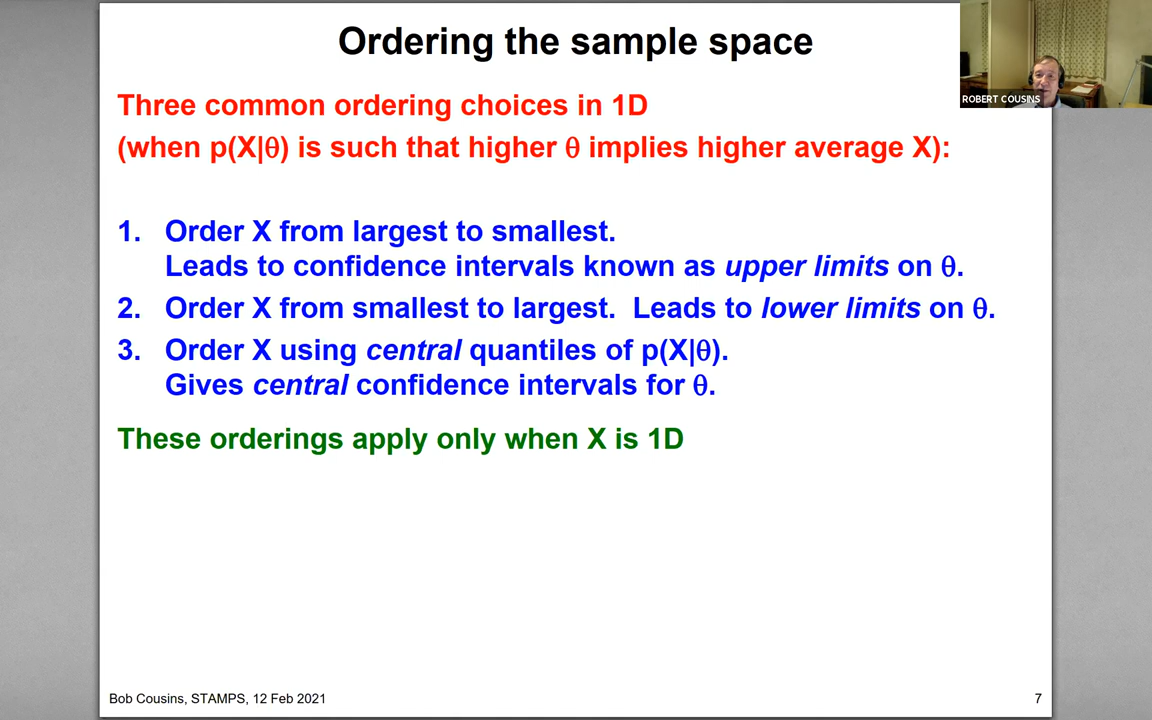 Ordering the sample space
ROBERT COUSINS
Three common ordering choices in 1D
(when p(X|θ) is such that higher θ implies higher average X):
1. Order X from largest to smallest.
Leads to confidence intervals known as upper limits on θ.
2. Order X from smallest to largest. Leads to lower limits on θ.
3. Order X using central quantiles of p(X|θ).
Gives central confidence intervals for θ.
These orderings apply only when X is 1D
Bob Cousins, STAMPS, 12 Feb 2021
7